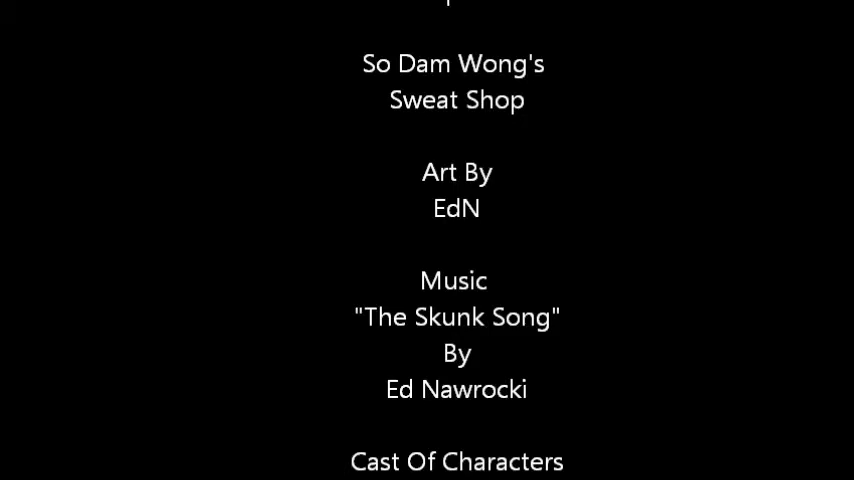 So Dam Wong's
Sweat Shop
Art By
EdN
Music
"The Skunk Song"
By
Ed Nawrocki
Cast Of Characters